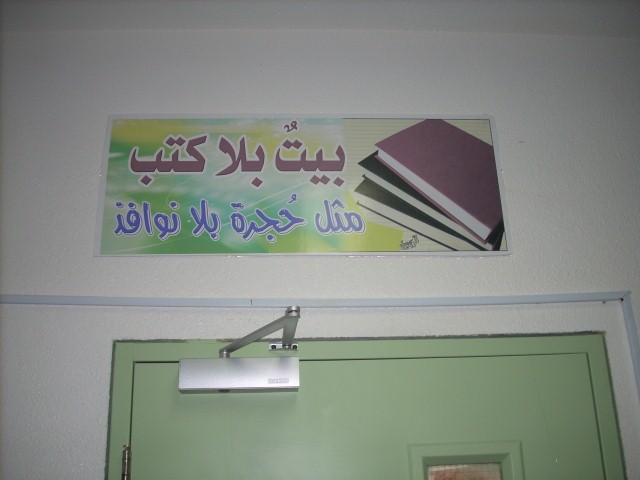 بيتٌ بلا كتب
مثل حُجرة بلا نوافذ